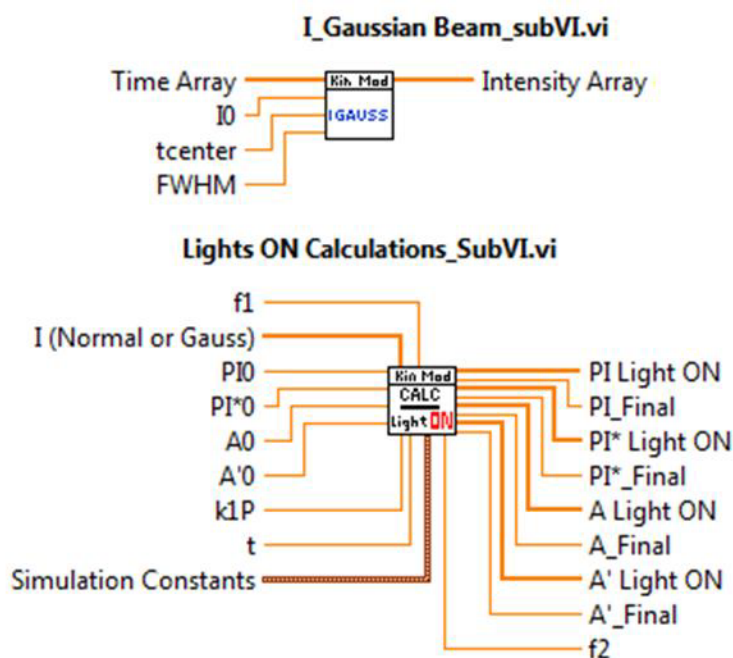 I_Gaussian Beam_subVI.vi
Time Array
I0
tcenter
FWHM
Kin Mod
IGAUSS
Intensity Array
Lights ON Calculations_SubVI.vi
f1
I (Normal or Gauss)
PI0
PI*0
A0
A'0
k1P
t
Simulation Constants
Kin Mod
CALC
Light ON
PI Light ON
PI_Final
PI* Light ON
PI*_Final
A Light ON
A_Final
A' Light ON
A'_Final
f2